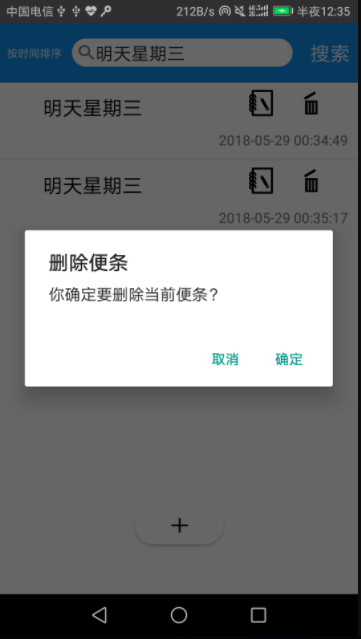 中国电信 212B/s 半夜12:35
按时间排序 明天星期三 搜索
明天星期三
2018-05-29 00:34:49
明天星期三
2018-05-29 00:35:17
删除便条
你确定要删除当前便条？
取消 确定